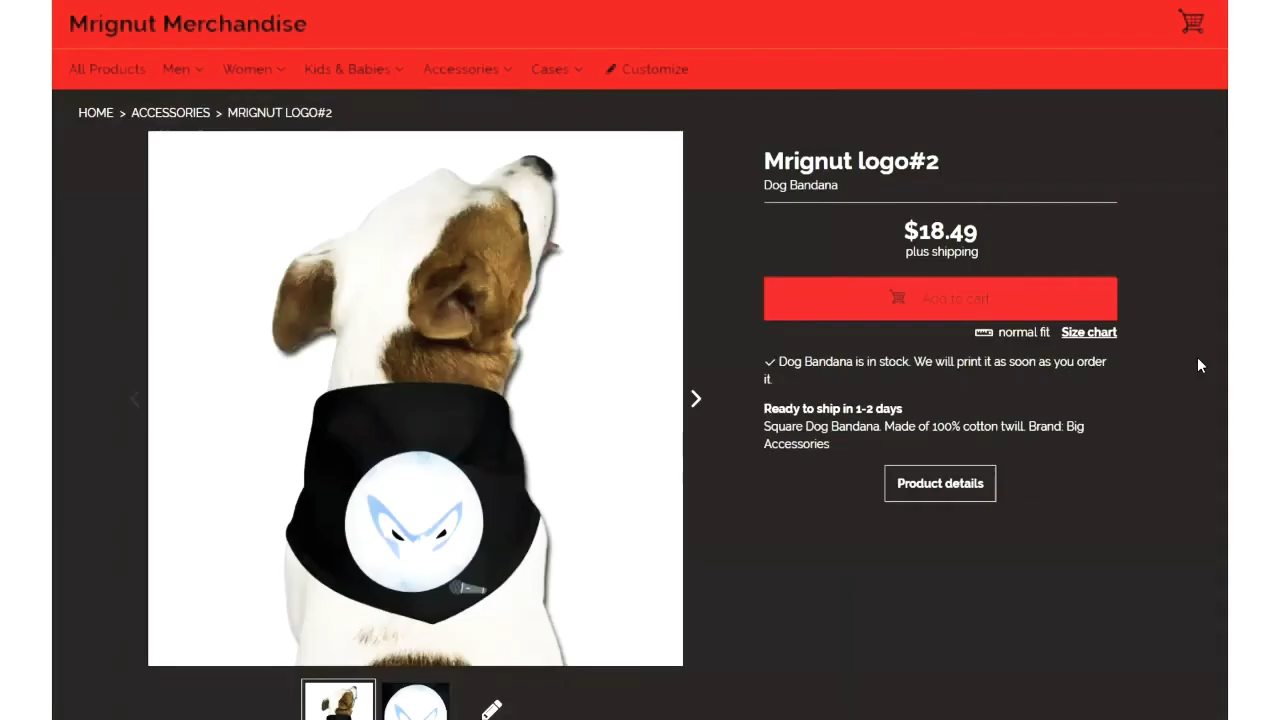 Mrignut Merchandise
All Products Men Women Kids & Babies Accessories Cases Customize
HOME > ACCESSORIES > MRIGNUT LOGO#2
Mrignut logo#2
Dog Bandana
$18.49
plus shipping
Add to cart
normal fit Size chart
✓ Dog Bandana is in stock. We will print it as soon as you order
it.
Ready to ship in 1-2 days
Square Dog Bandana. Made of 100% cotton twill. Brand: Big
Accessories
Product details